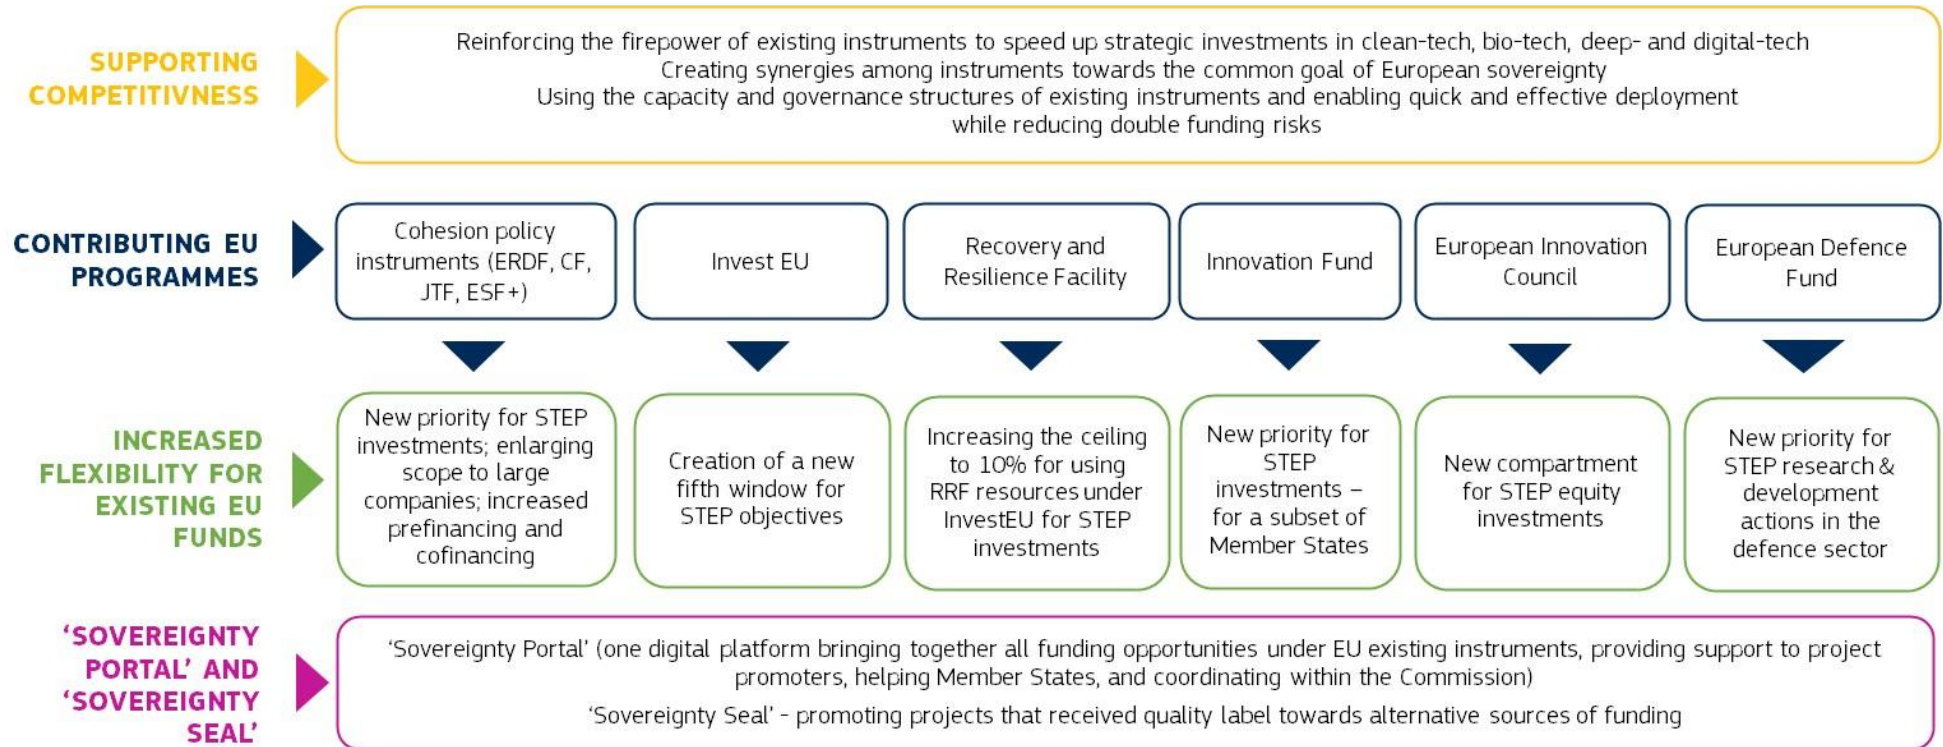 SUPPORTING
COMPETITIVNESS
Reinforcing the firepower of existing instruments to speed up strategic investments in clean-tech, bio-tech, deep- and digital-tech
Creating synergies among instruments towards the common goal of European sovereignty
Using the capacity and governance structures of existing instruments and enabling quick and effective deployment
while reducing double funding risks
CONTRIBUTING EU
PROGRAMMES
Cohesion policy
instruments (ERDF, CF,
JTF, ESF+)
Invest EU
Recovery and
Resilience Facility
Innovation Fund
European Innovation
Council
European Defence
Fund
INCREASED
FLEXIBILITY FOR
EXISTING EU
FUNDS
New priority for STEP
investments; enlarging
scope to large
companies; increased
prefinancing and
cofinancing
Creation of a new
fifth window for
STEP objectives
Increasing the ceiling
to 10% for using
RRF resources under
InvestEU for STEP
investments
New priority for
STEP
investments –
for a subset of
Member States
New compartment
for STEP equity
investments
New priority for
STEP research &
development
actions in the
defence sector
‘SOVEREIGNTY
PORTAL’ AND
‘SOVEREIGNTY
SEAL’
‘Sovereignty Portal’ (one digital platform bringing together all funding opportunities under EU existing instruments, providing support to project
promoters, helping Member States, and coordinating within the Commission)
‘Sovereignty Seal’ - promoting projects that received quality label towards alternative sources of funding